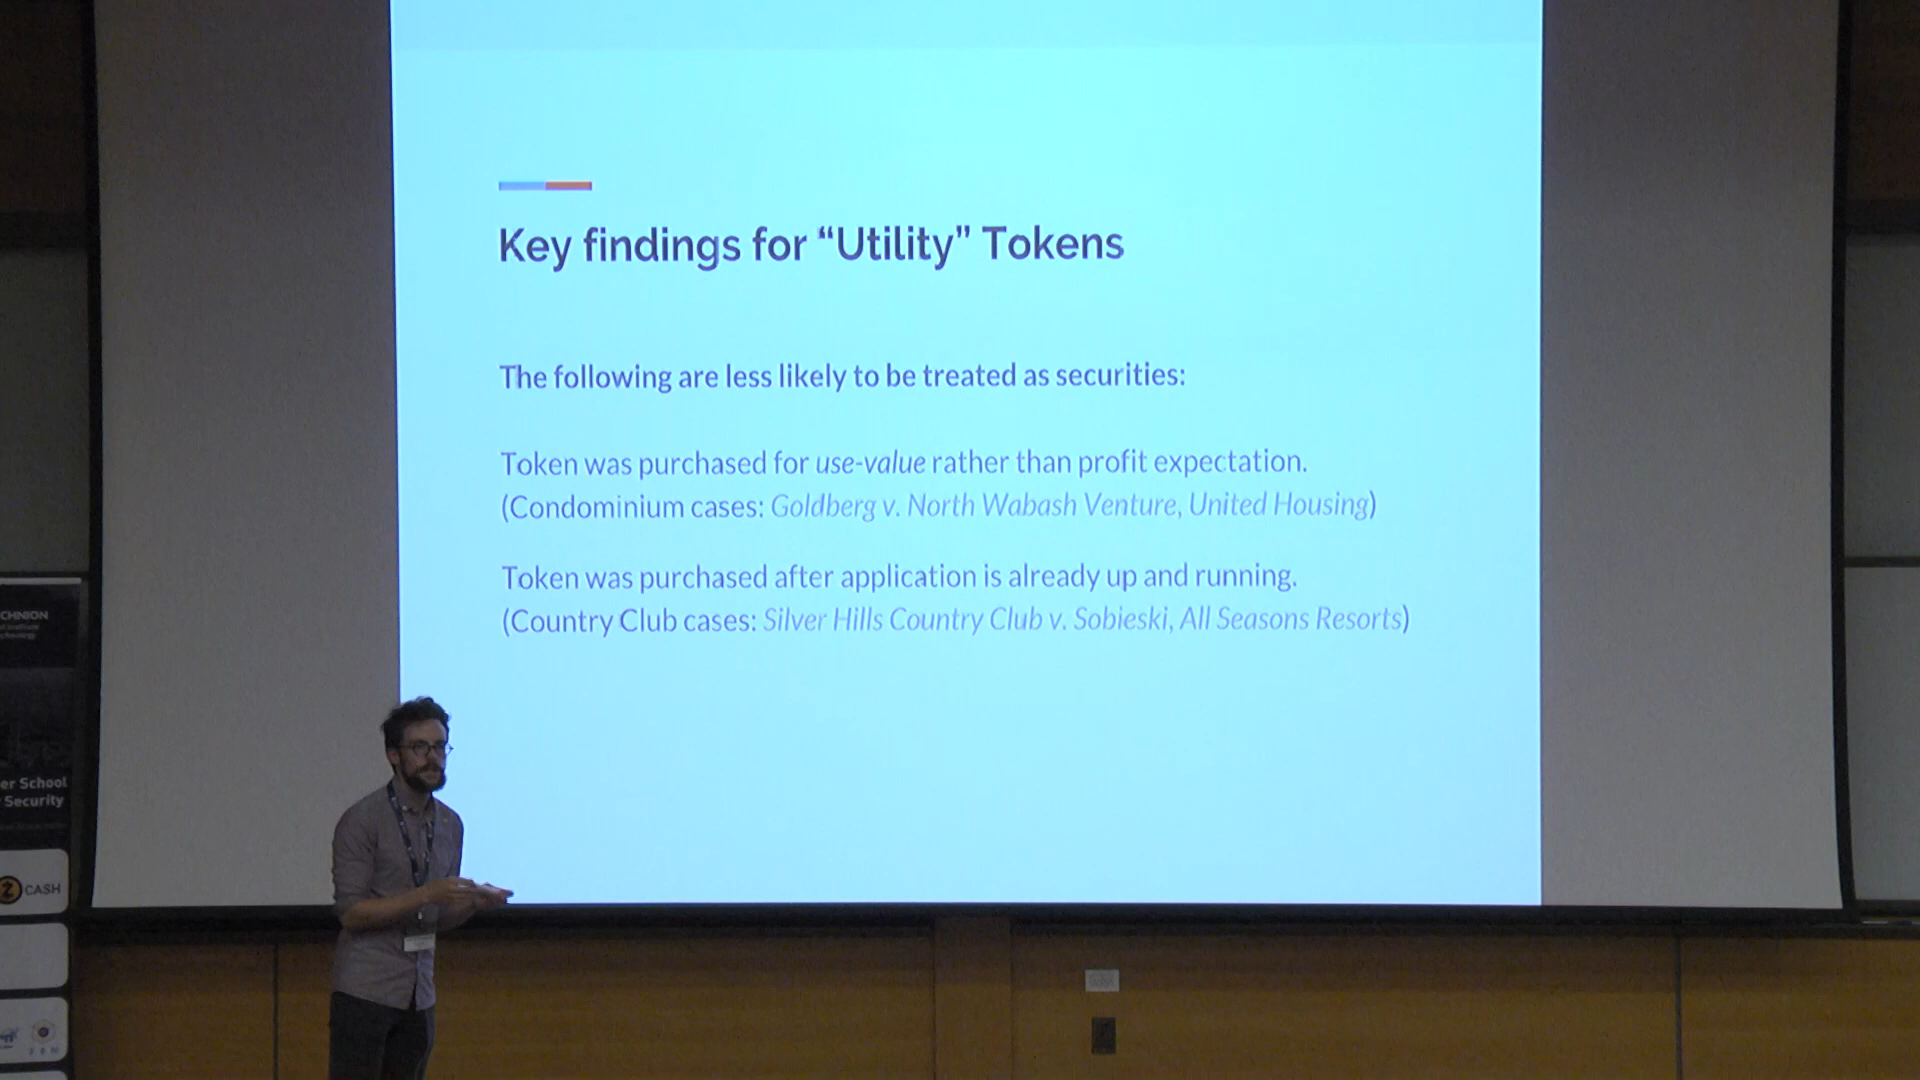 Key findings for “Utility” Tokens
The following are less likely to be treated as securities:
Token was purchased for use-value rather than profit expectation.
(Condominium cases: Goldberg v. North Wabash Venture, United Housing)
Token was purchased after application is already up and running.
(Country Club cases: Silver Hills Country Club v. Sobieski, All Seasons Resorts)
CHNION
er School
Security
CASH